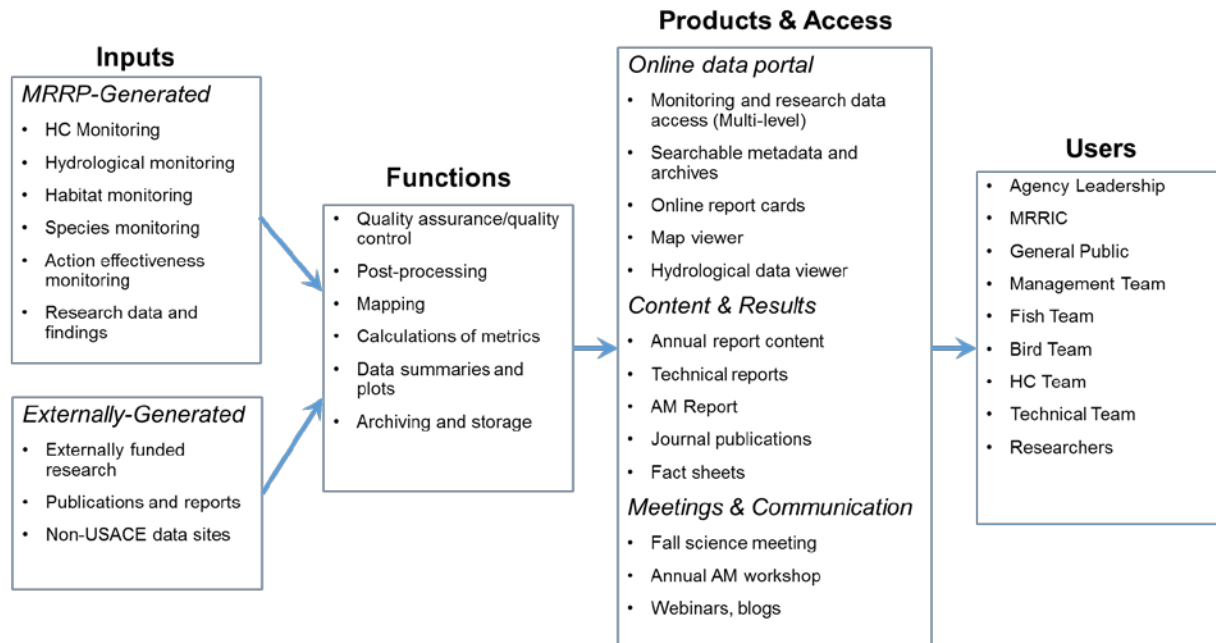 Inputs
MRRP-Generated
• HC Monitoring
• Hydrological monitoring
• Habitat monitoring
• Species monitoring
• Action effectiveness
monitoring
• Research data and
findings
Externally-Generated
• Externally funded
research
• Publications and reports
• Non-USACE data sites
Functions
• Quality assurance/quality
control
• Post-processing
• Mapping
• Calculations of metrics
• Data summaries and
plots
• Archiving and storage
Products & Access
Online data portal
• Monitoring and research data
access (Multi-level)
• Searchable metadata and
archives
• Online report cards
• Map viewer
• Hydrological data viewer
Content & Results
• Annual report content
• Technical reports
• AM Report
• Journal publications
• Fact sheets
Meetings & Communication
• Fall science meeting
• Annual AM workshop
• Webinars, blogs
Users
• Agency Leadership
• MRRIC
• General Public
• Management Team
• Fish Team
• Bird Team
• HC Team
• Technical Team
• Researchers